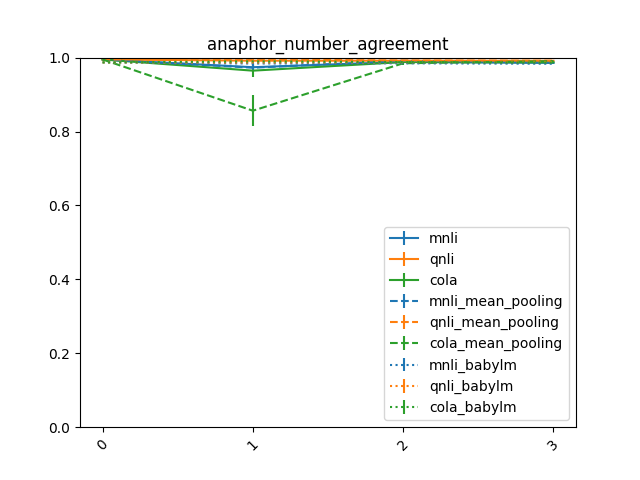 anaphor_number_agreement
1.0
0.8
0.6
0.4
0.2
0.0
0
1
2
3
mnli
qnli
cola
mnli_mean_pooling
qnli_mean_pooling
cola_mean_pooling
mnli_babylm
qnli_babylm
cola_babylm